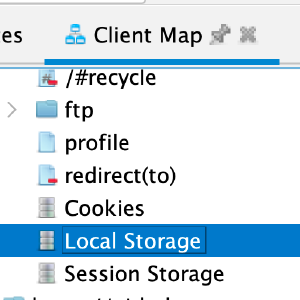 es
Client Map
/#recycle
ftp
profile
redirect(to)
Cookies
Local Storage
Session Storage